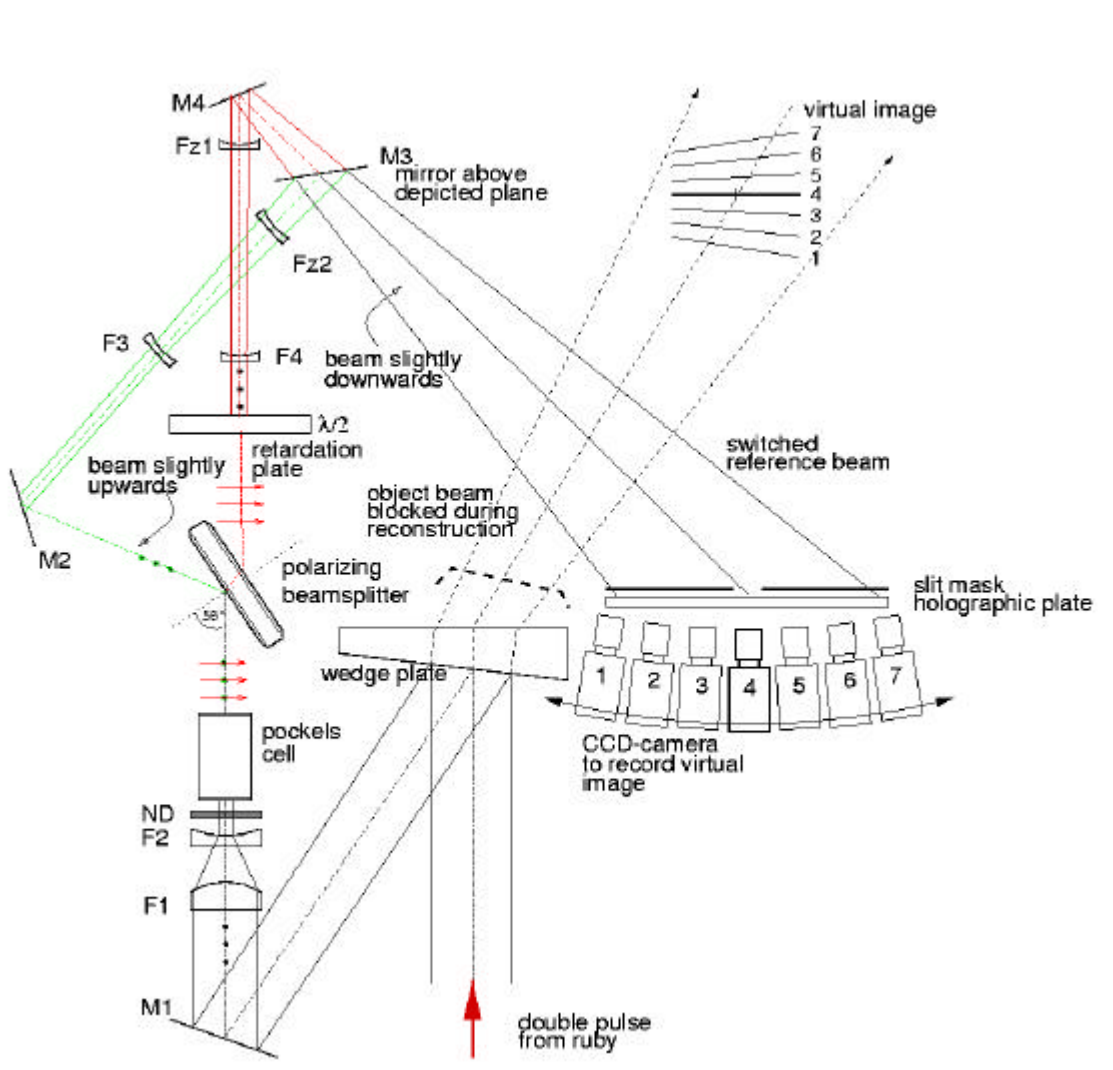 M4
Fz1
M3
mirror above
depicted plane
virtual image
7
6
5
4
3
2
1
Fz2
F3
F4
beam slightly
downwards
λ/2
retardation
plate
beam slightly
upwards
switched
reference beam
object beam
blocked during
reconstruction
M2
polarizing
beamsplitter
56°
slit mask
holographic plate
wedge plate
1 2 3 4 5 6 7
pockels
cell
CCD-camera
to record virtual
image
ND
F2
F1
M1
double pulse
from ruby